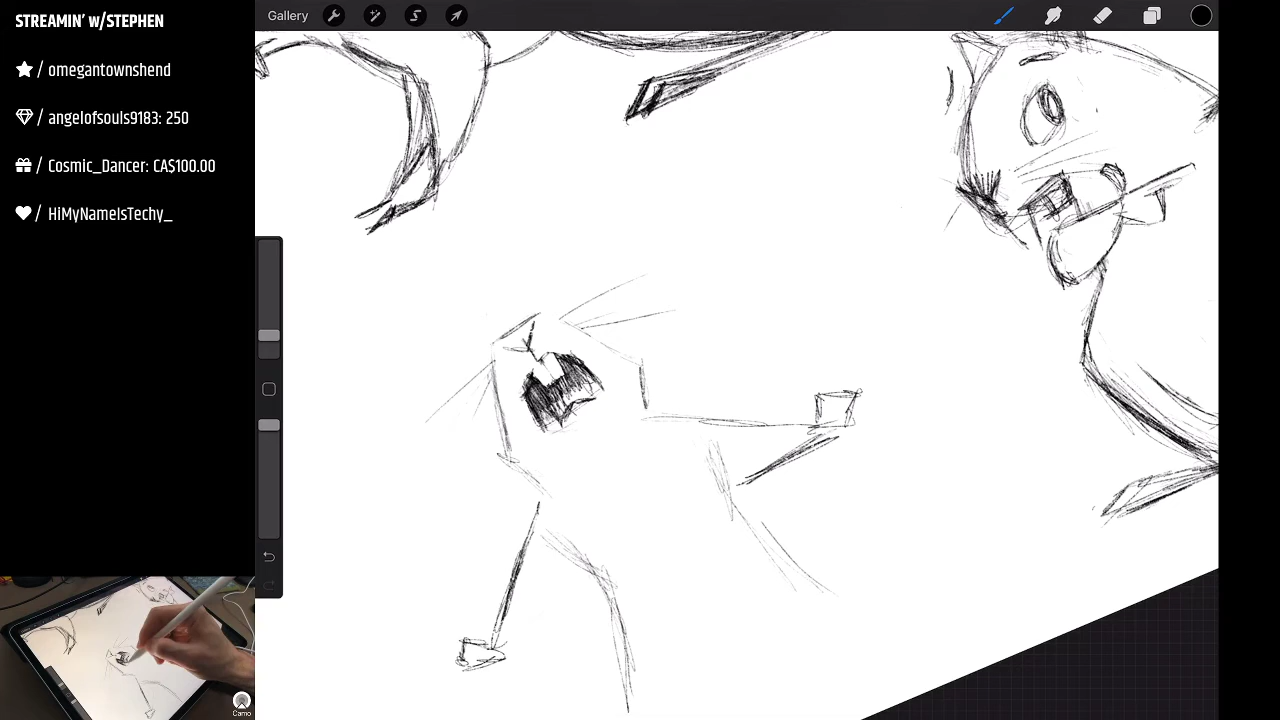 STREAMIN' w/STEPHEN
Gallery
/ omegantownshend
/ angelofsouls9183: 250
/ Cosmic_Dancer: CA$100.00
/ HiMyNameIsTechy_
Camo